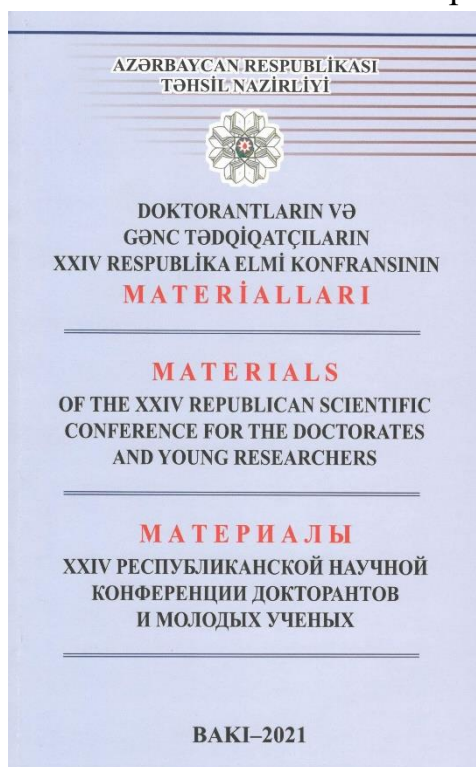 AZƏRBAYCAN RESPUBLİKASI
TƏHSİL NAZİRLİYİ
DOKTORANTLARIN VƏ
GƏNC TƏDQİQATÇILARIN
XXIV RESPUBLİKA ELMİ KONFRANSININ
MATERİALLARI
MATERIALS
OF THE XXIV REPUBLICAN SCIENTIFIC
CONFERENCE FOR THE DOCTORATES
AND YOUNG RESEARCHERS
МАТЕРИАЛЫ
XXIV РЕСПУБЛИКАНСКОЙ НАУЧНОЙ
КОНФЕРЕНЦИИ ДОКТОРАНТОВ
И МОЛОДЫХ УЧЕНЫХ
BAKI–2021